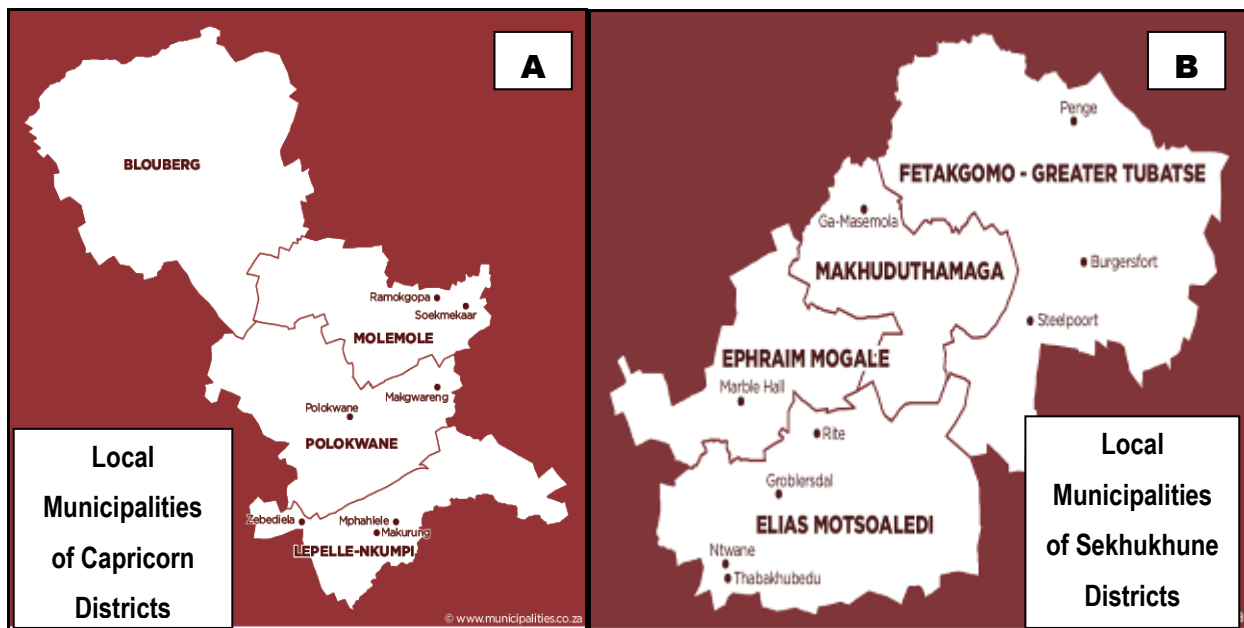 A
BLOUBERG
Ramokgopa
Soekmekaar
MOLEMOLE
Makgwareng
Polokwane
POLOKWANE
Zebediela
Mphahlele
Makurung
LEPELLE-NKUMPI
Local
Municipalities
of Capricorn
Districts
© www.municipalities.co.za
B
Penge
FETAKGOMO - GREATER TUBATSE
Ga-Masemola
MAKHUDUTHAMAGA
Burgersfort
Steelpoort
EPHRAIM MOGALE
Marble Hall
Rite
Groblersdal
ELIAS MOTSOALEDI
Ntwane
Thabakhubedu
Local
Municipalities
of Sekhukhune
Districts